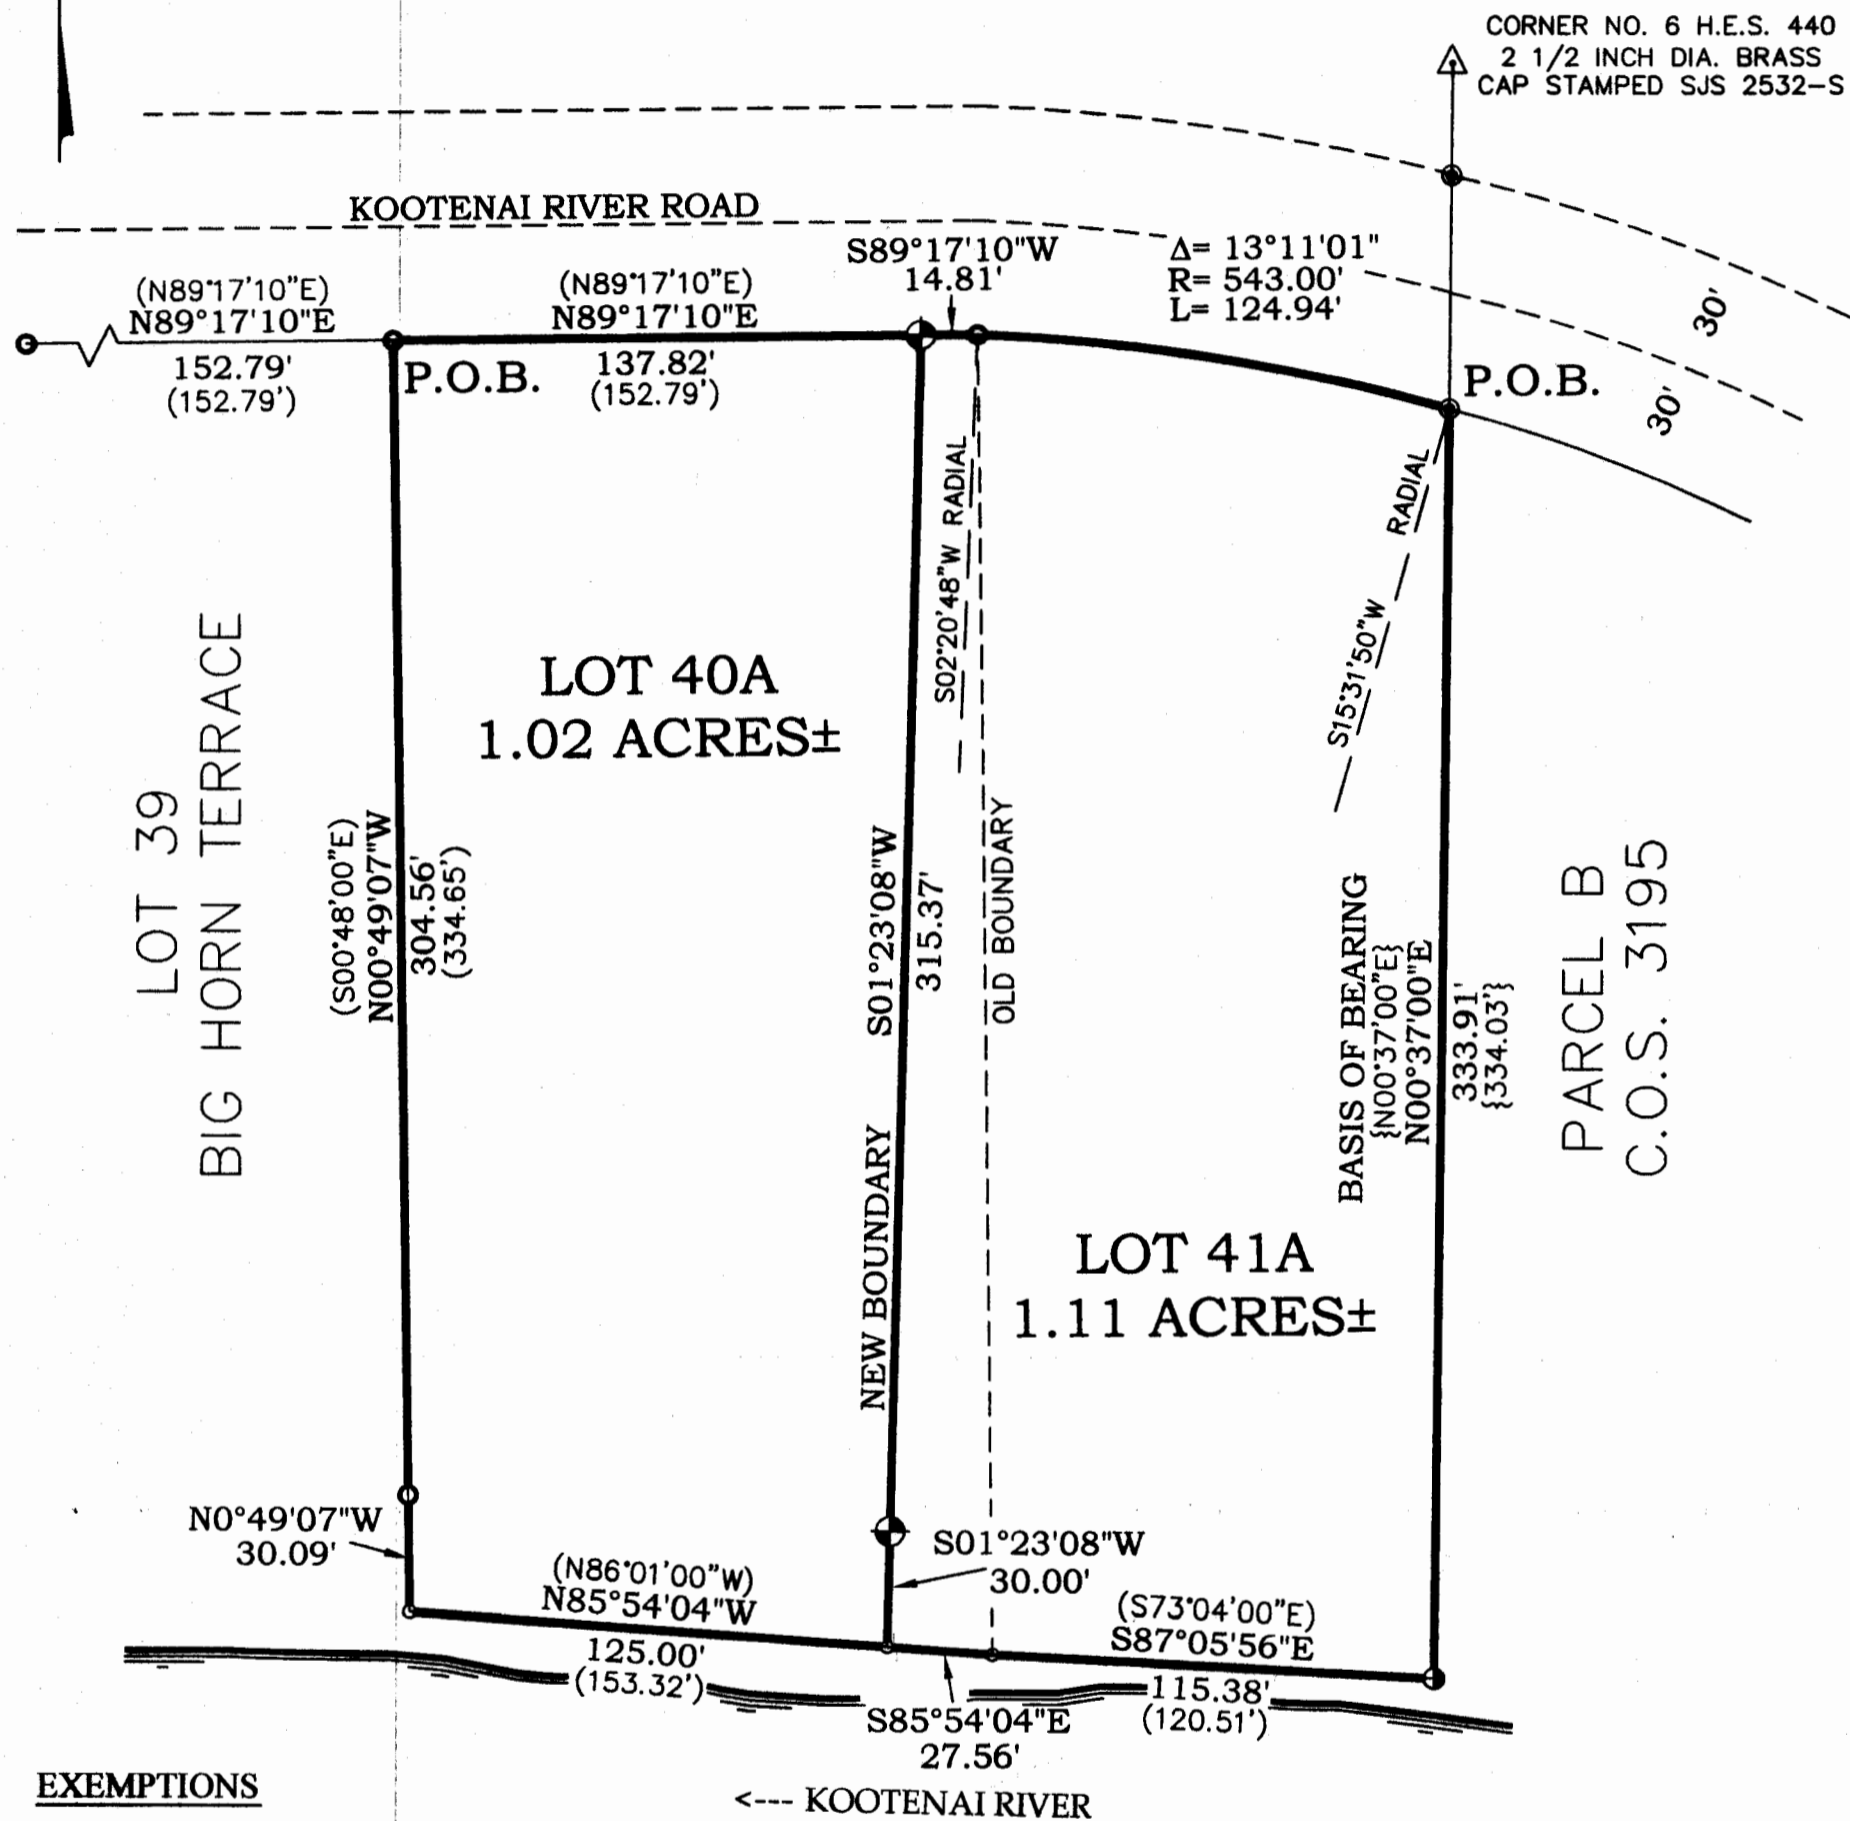 CORNER NO. 6 H.E.S. 440
2 1/2 INCH DIA. BRASS
CAP STAMPED SJS 2532-S
KOOTENAI RIVER ROAD
S89°17'10"W
14.81'
Δ= 13°11'01"
R= 543.00'
L= 124.94'
30'
30'
(N89°17'10"E)
N89°17'10"E
152.79'
(152.79')
(N89°17'10"E)
N89°17'10"E
137.82'
(152.79')
P.O.B.
P.O.B.
S02°20'48"W RADIAL
S15°31'50"W RADIAL
LOT 40A
1.02 ACRES±
LOT 39
BIG HORN TERRACE
(S00°48'00"E)
N00°49'07"W
304.56'
(334.65')
NEW BOUNDARY S01°23'08"W
315.37'
OLD BOUNDARY
BASIS OF BEARING
{N00°37'00"E}
N00°37'00"E
333.91'
{334.03'}
PARCEL B
C.O.S. 3195
LOT 41A
1.11 ACRES±
N0°49'07"W
30.09'
S01°23'08"W
30.00'
(N86°01'00"W)
N85°54'04"W
125.00'
(153.32')
(S73°04'00"E)
S87°05'56"E
115.38'
(120.51')
S85°54'04"E
27.56'
EXEMPTIONS
<--- KOOTENAI RIVER